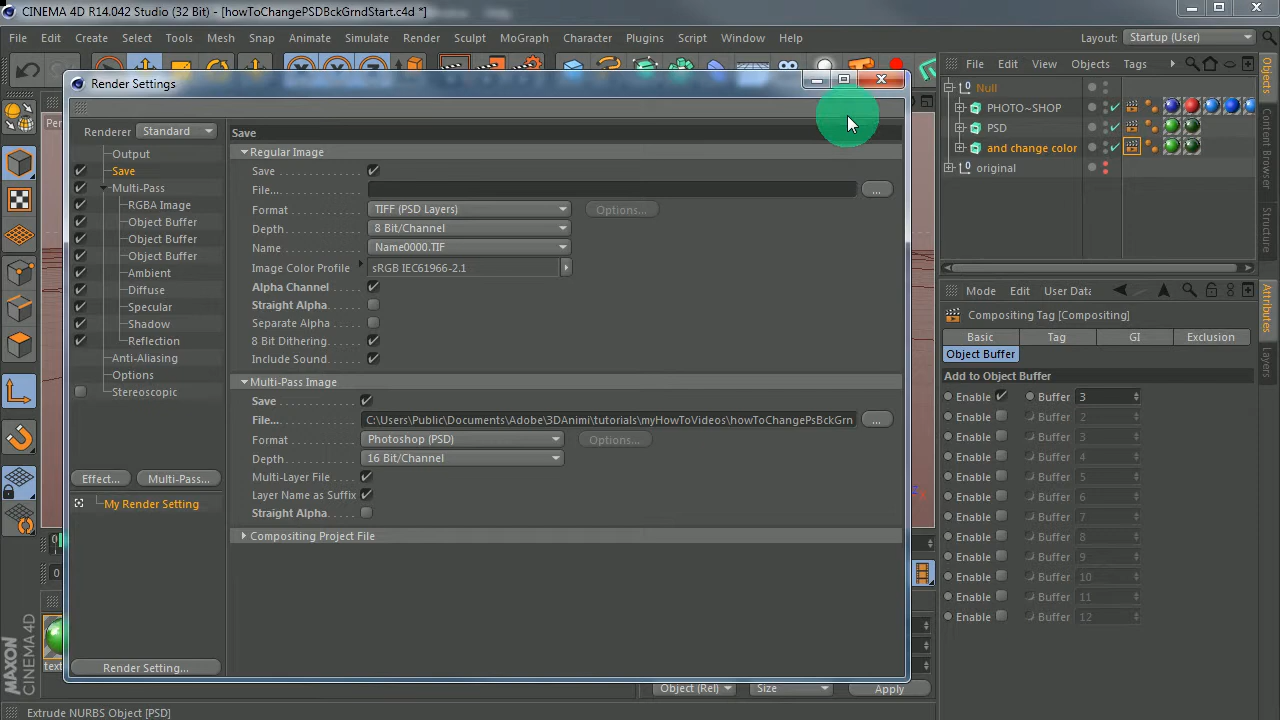 CINEMA 4D R14.042 Studio (32 Bit) - [howToChangePSDBckGrndStart.c4d *]
File Edit Create Select Tools Mesh Snap Animate Simulate Render Sculpt MoGraph Character Plugins Script Window Help Layout: Startup (User)
Render Settings
File Edit View Objects Tags
Null
PHOTO~SHOP
PSD
and change color
original
Objects
Content Browser
Structure
Renderer Standard
Output
Save
Multi-Pass
RGBA Image
Object Buffer
Object Buffer
Object Buffer
Ambient
Diffuse
Specular
Shadow
Reflection
Anti-Aliasing
Options
Stereoscopic
Effect... Multi-Pass...
My Render Setting
Render Setting...
Save
Regular Image
Save
File... ...
Format TIFF (PSD Layers) Options...
Depth 8 Bit/Channel
Name Name0000.TIF
Image Color Profile sRGB IEC61966-2.1
Alpha Channel
Straight Alpha
Separate Alpha
8 Bit Dithering
Include Sound
Multi-Pass Image
Save
File... C:\Users\Public\Documents\Adobe\3DAnimi\tutorials\myHowToVideos\howToChangePsBckGrn ...
Format Photoshop (PSD) Options...
Depth 16 Bit/Channel
Multi-Layer File
Layer Name as Suffix
Straight Alpha
Compositing Project File
Mode Edit User Data
Compositing Tag [Compositing]
Basic Tag GI Exclusion
Object Buffer
Add to Object Buffer
Enable Buffer 3
Enable Buffer 2
Enable Buffer 3
Enable Buffer 4
Enable Buffer 5
Enable Buffer 6
Enable Buffer 7
Enable Buffer 8
Enable Buffer 9
Enable Buffer 10
Enable Buffer 11
Enable Buffer 12
Attributes
Layers
Object (Rel) Size Apply
MAXON
CINEMA 4D
Extrude NURBS Object [PSD]